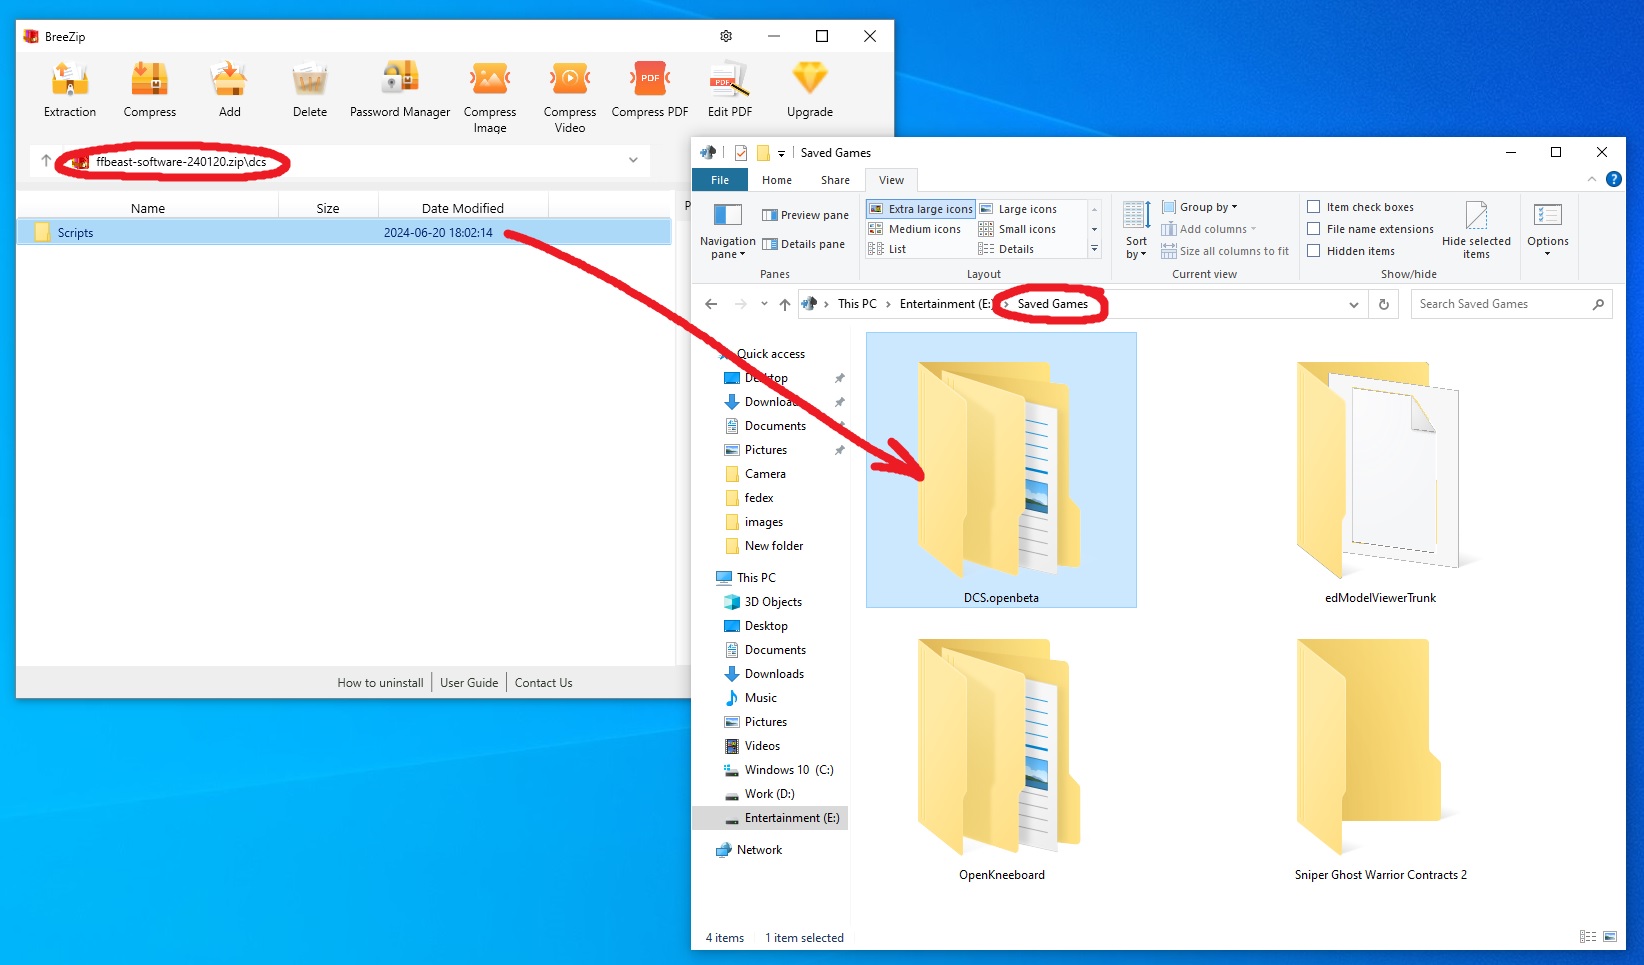 BreeZip
Extraction
Compress
Add
Delete
Password Manager
Compress
Image
Compress
Video
PDF
Compress PDF
PDF
Edit PDF
Upgrade
ffbeast-software-240120.zip\dcs
Name
Size
Date Modified
P
Scripts
2024-06-20 18:02:14
How to uninstall
User Guide
Contact Us
Saved Games
File
Home
Share
View
?
Navigation
pane
Preview pane
Details pane
Panes
Extra large icons
Large icons
Medium icons
Small icons
List
Details
Layout
Sort
by
Group by
Add columns
Size all columns to fit
Current view
Item check boxes
File name extensions
Hidden items
Hide selected
items
Show/hide
Options
This PC
Entertainment (E:)
Saved Games
Search Saved Games
Quick access
Desktop
Downloads
Documents
Pictures
Camera
fedex
images
New folder
This PC
3D Objects
Desktop
Documents
Downloads
Music
Pictures
Videos
Windows 10 (C:)
Work (D:)
Entertainment (E:)
Network
DCS.openbeta
edModelViewerTrunk
OpenKneeboard
Sniper Ghost Warrior Contracts 2
4 items
1 item selected